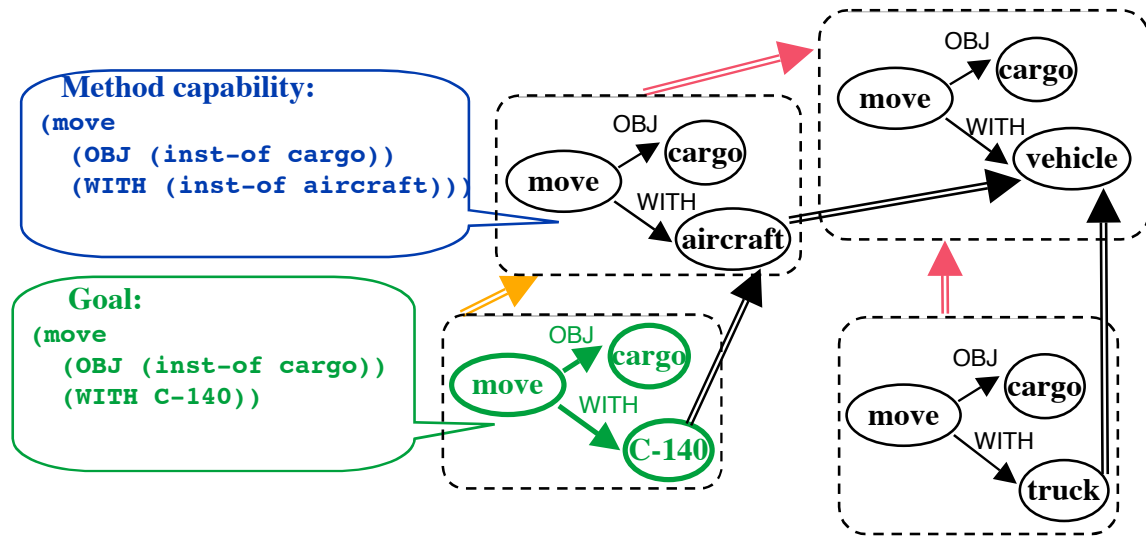 Method capability:
(move
(OBJ (inst-of cargo))
(WITH (inst-of aircraft)))
Goal:
(move
(OBJ (inst-of cargo))
(WITH C-140))
OBJ
cargo
move
WITH
aircraft
OBJ
cargo
move
WITH
vehicle
OBJ
cargo
move
WITH
C-140
OBJ
cargo
move
WITH
truck